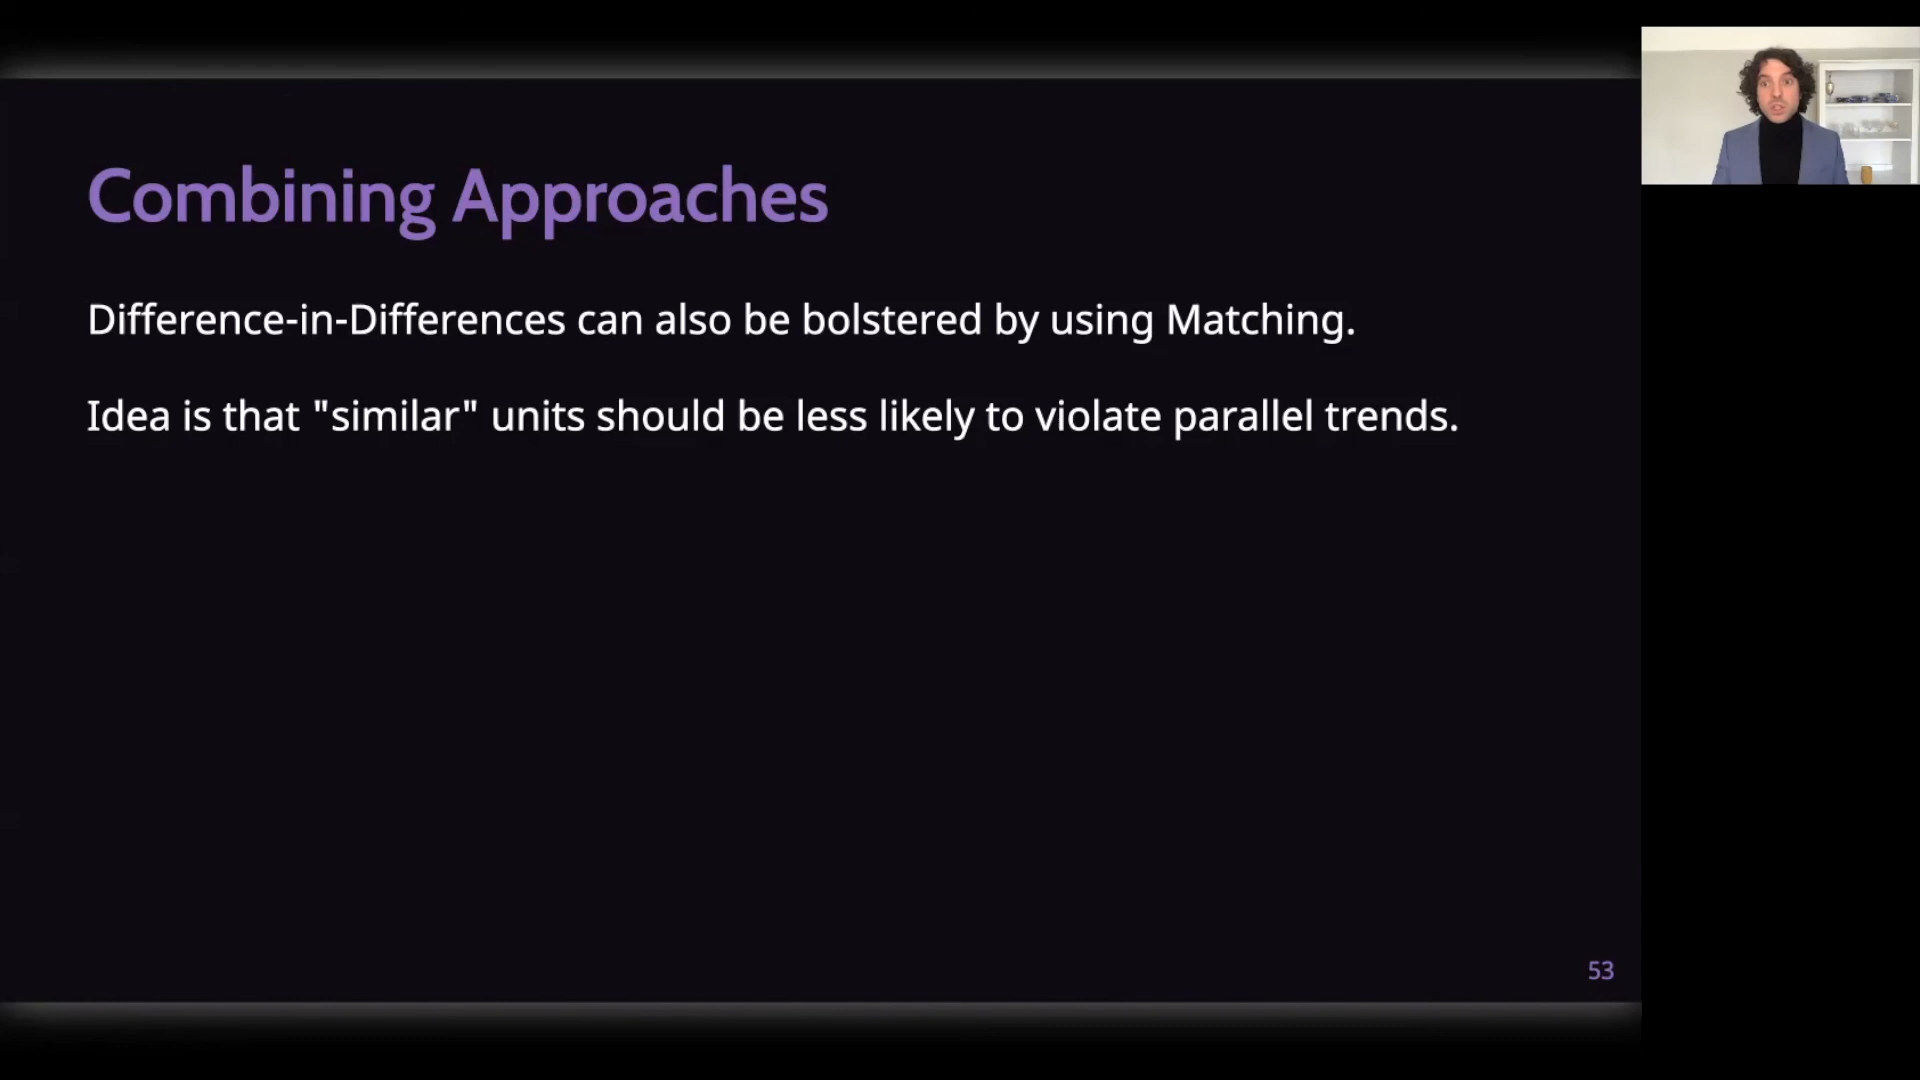 Combining Approaches
Difference-in-Differences can also be bolstered by using Matching.
Idea is that "similar" units should be less likely to violate parallel trends.
53